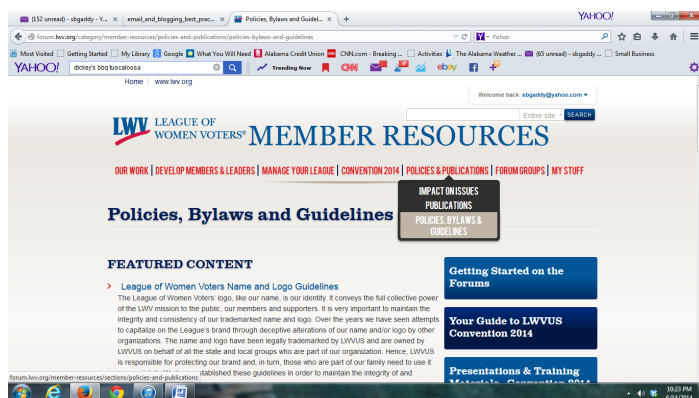 (152 unread) - sbgaddy - Y...
email_and_blogging_best_prac...
Policies, Bylaws and Guidel...
YAHOO!
forum.lwv.org/category/member-resources/policies-and-publications/policies-bylaws-and-guidelines
Yahoo
Most Visited Getting Started My Library Google What You Will Need Alabama Credit Union CNN.com - Breaking ... Activities The Alabama Weather ... (65 unread) - sbgaddy ... Small Business
YAHOO! dickey's bbq tuscaloosa Trending Now CNN ebay
Home www.lwv.org
Welcome back sbgaddy@yahoo.com
Entire site SEARCH
LWV LEAGUE OF
WOMEN VOTERS® MEMBER RESOURCES
OUR WORK | DEVELOP MEMBERS & LEADERS | MANAGE YOUR LEAGUE | CONVENTION 2014 | POLICIES & PUBLICATIONS | FORUM GROUPS | MY STUFF
IMPACT ON ISSUES
PUBLICATIONS
POLICIES, BYLAWS &
GUIDELINES
Policies, Bylaws and Guidelines
FEATURED CONTENT
League of Women Voters Name and Logo Guidelines
The League of Women Voters' logo, like our name, is our identity. It conveys the full collective power
of the LWV mission to the public, our members and supporters. It is very important to maintain the
integrity and consistency of our trademarked name and logo. Over the years we have seen attempts
to capitalize on the League's brand through deceptive alterations of our name and/or logo by other
organizations. The name and logo have been legally trademarked by LWVUS and are owned by
LWVUS on behalf of all the state and local groups who are part of our organization. Hence, LWVUS
is responsible for protecting our brand and, in turn, those who are part of our family need to use it
established these guidelines in order to maintain the integrity of and
Getting Started on the
Forums
Your Guide to LWVUS
Convention 2014
Presentations & Training
Materials - Convention 2014
forum.lwv.org/member-resources/sections/policies-and-publications
10:23 PM
6/14/2014